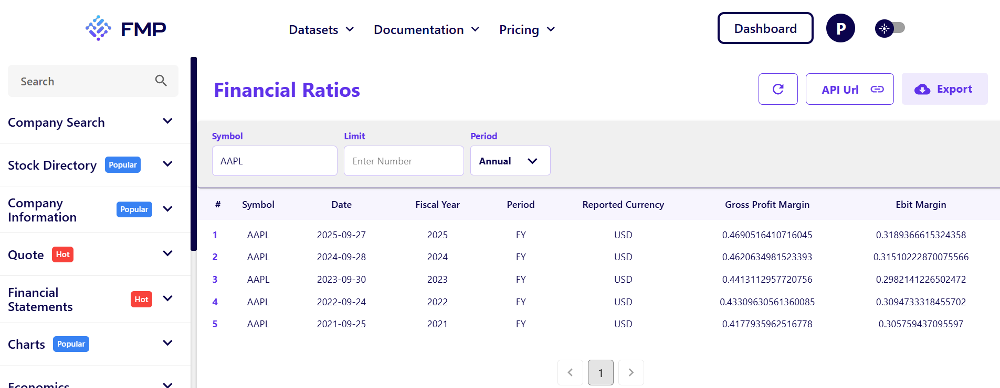 FMP
Datasets
Documentation
Pricing
Dashboard
P
Search
Company Search
Stock Directory Popular
Company
Information Popular
Quote Hot
Financial
Statements Hot
Charts Popular
Economics
Financial Ratios
API Url
Export
Symbol Limit Period
AAPL Enter Number Annual
# Symbol Date Fiscal Year Period Reported Currency Gross Profit Margin Ebit Margin
1 AAPL 2025-09-27 2025 FY USD 0.4690516410716045 0.3189366615324358
2 AAPL 2024-09-28 2024 FY USD 0.4620634981523393 0.31510222870075566
3 AAPL 2023-09-30 2023 FY USD 0.4413112957720756 0.2982141226502472
4 AAPL 2022-09-24 2022 FY USD 0.43309630561360085 0.3094733318455702
5 AAPL 2021-09-25 2021 FY USD 0.4177935962516778 0.305759437095597
1